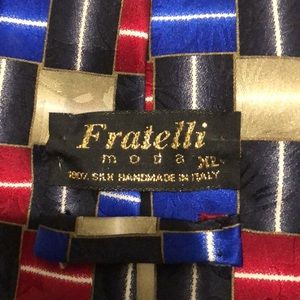 Fratelli
moda XL
100% SILK HANDMADE IN ITALY